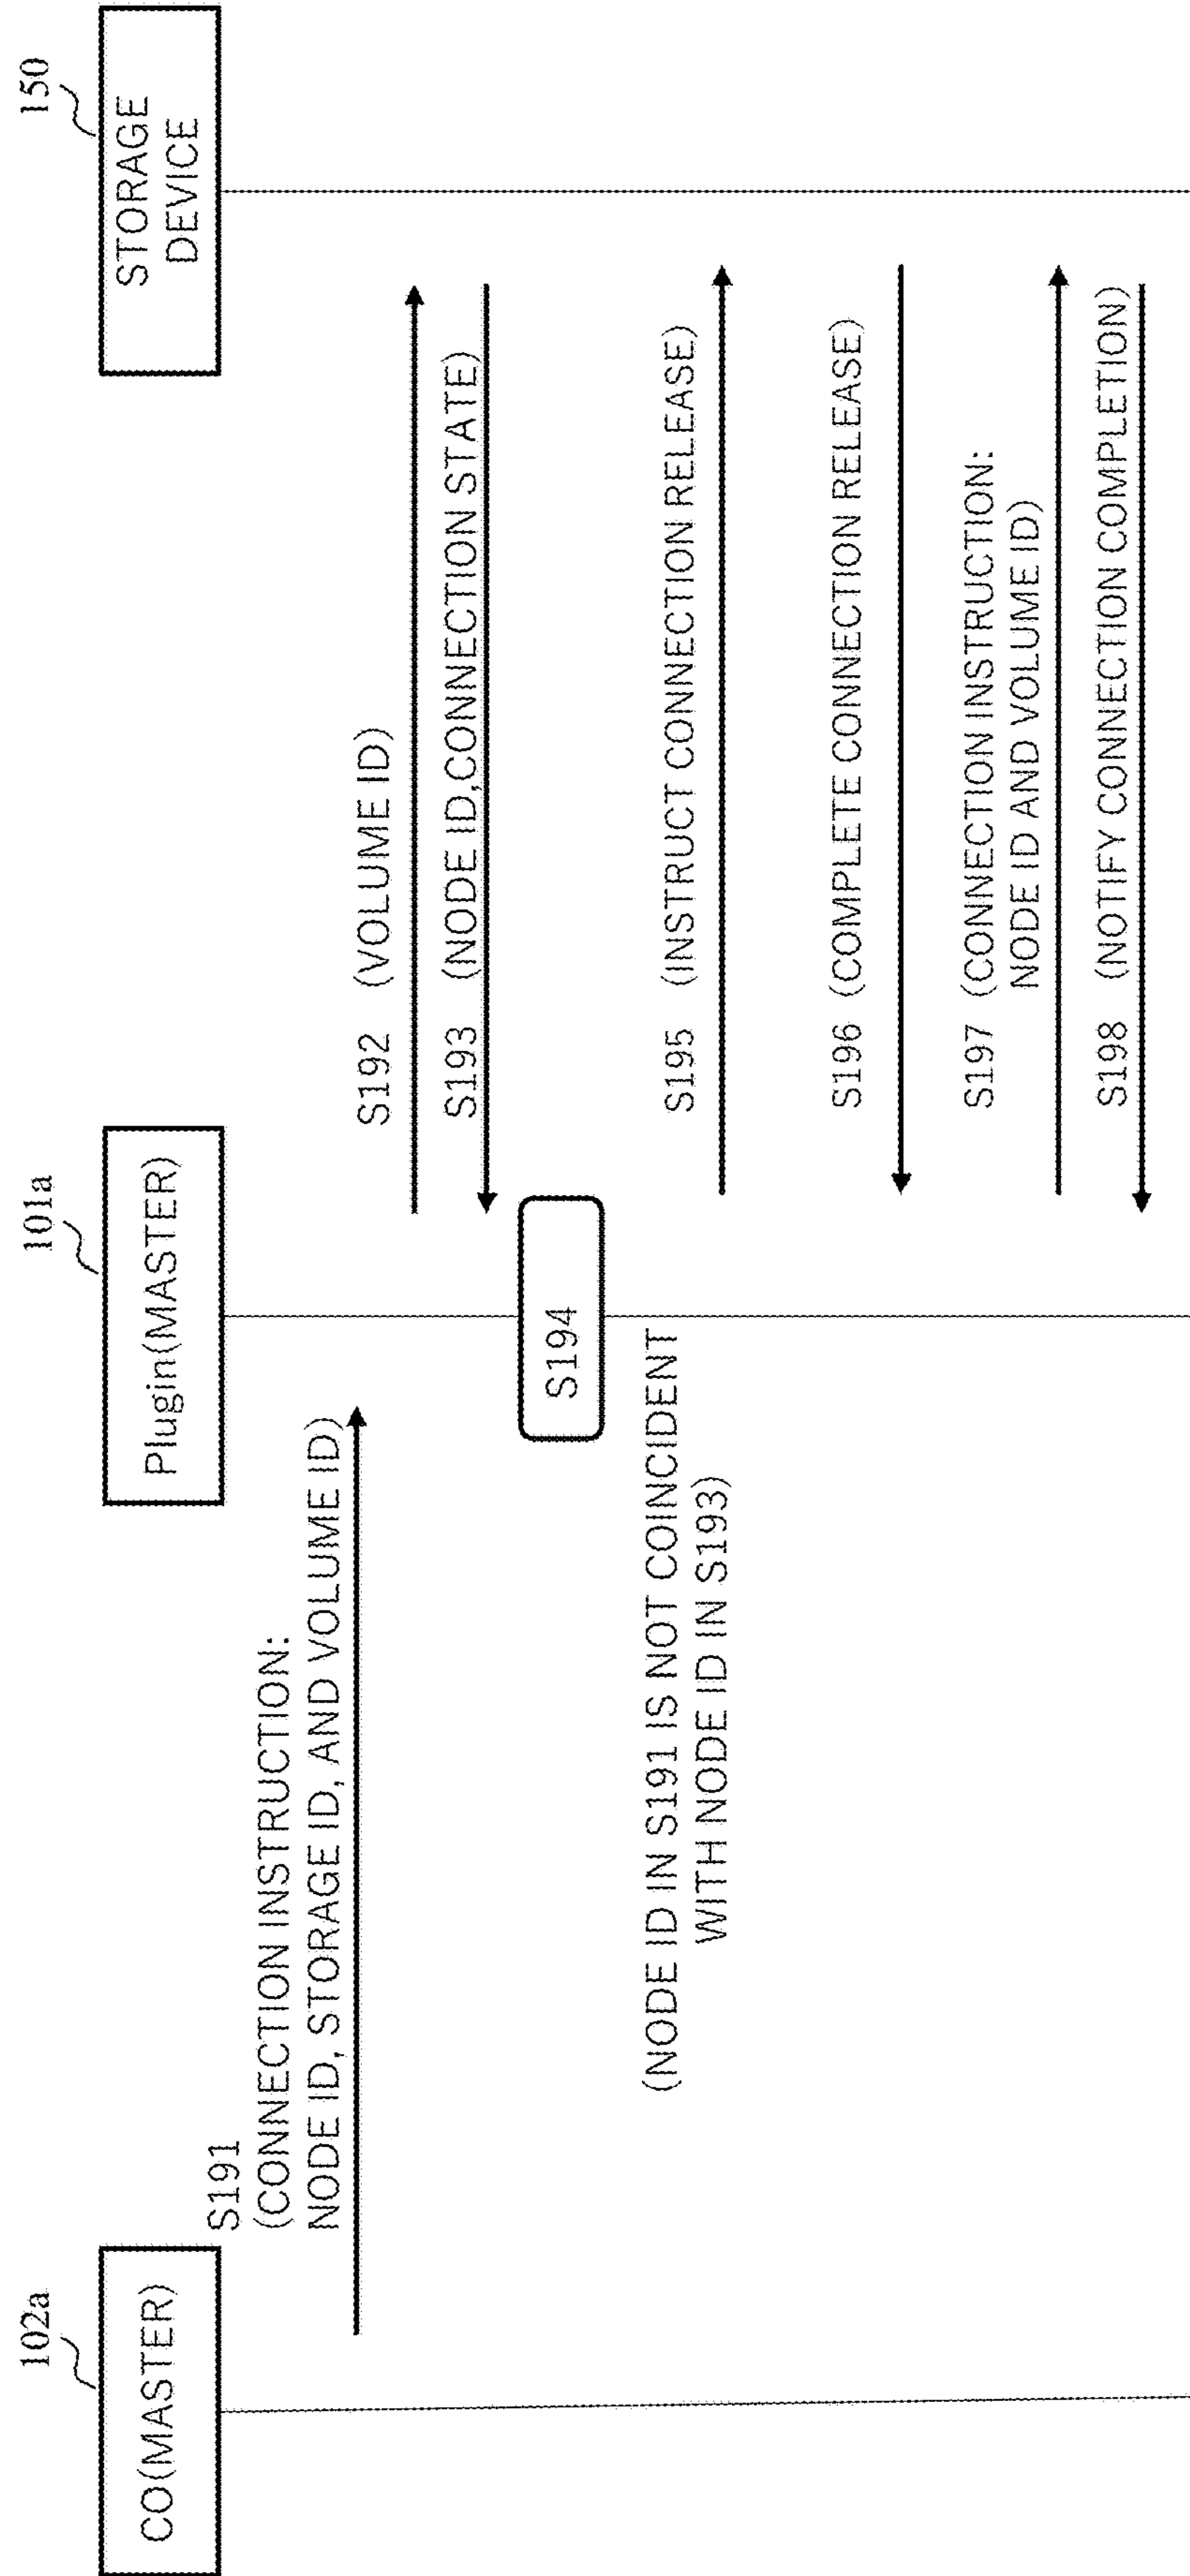 102a
CO(MASTER)
101a
Plugin(MASTER)
150
STORAGE
DEVICE
S191
(CONNECTION INSTRUCTION:
NODE ID, STORAGE ID, AND VOLUME ID)
S192 (VOLUME ID)
S193 (NODE ID,CONNECTION STATE)
S194
(NODE ID IN S191 IS NOT COINCIDENT
WITH NODE ID IN S193)
S195 (INSTRUCT CONNECTION RELEASE)
S196 (COMPLETE CONNECTION RELEASE)
S197 (CONNECTION INSTRUCTION:
NODE ID AND VOLUME ID)
S198 (NOTIFY CONNECTION COMPLETION)